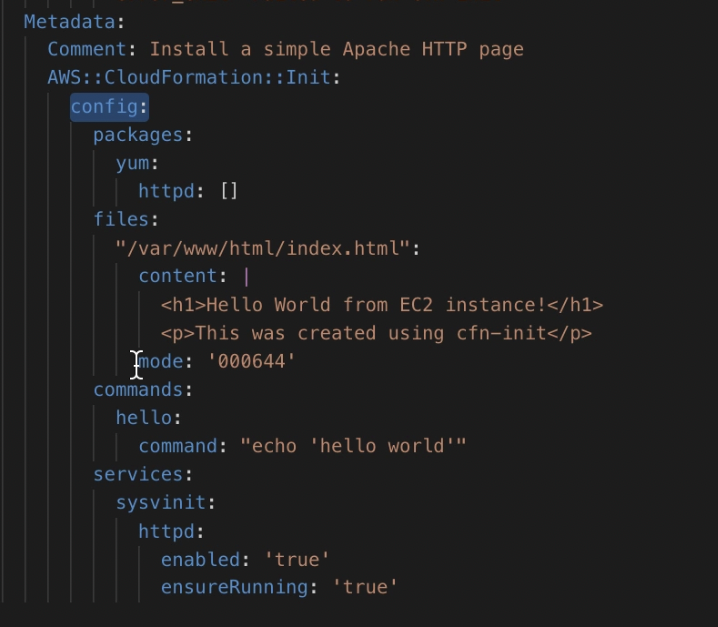 Metadata:
Comment: Install a simple Apache HTTP page
AWS::CloudFormation::Init:
config:
packages:
yum:
httpd: []
files:
"/var/www/html/index.html":
content: |
<h1>Hello World from EC2 instance!</h1>
<p>This was created using cfn-init</p>
mode: '000644'
commands:
hello:
command: "echo 'hello world'"
services:
sysvinit:
httpd:
enabled: 'true'
ensureRunning: 'true'